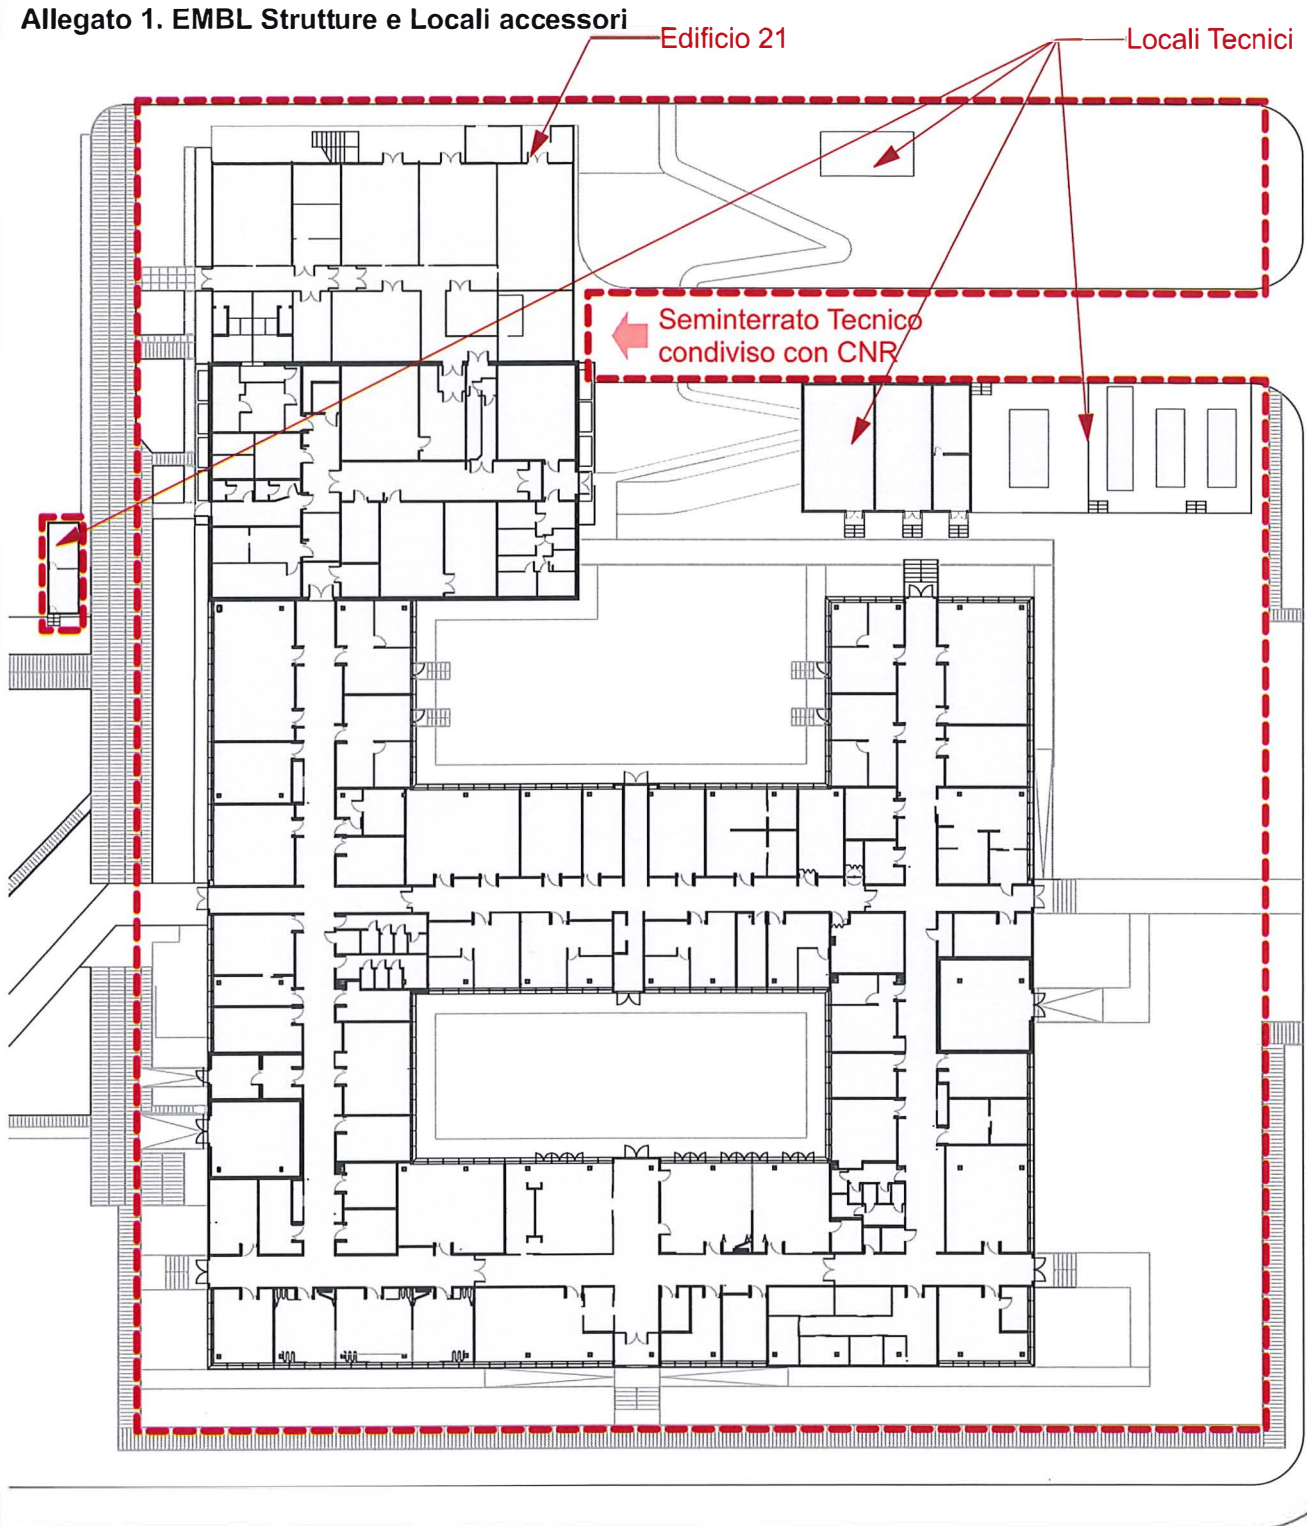 Allegato 1. EMBL Strutture e Locali accessori
Edificio 21
Locali Tecnici
Seminterrato Tecnico
condiviso con CNR